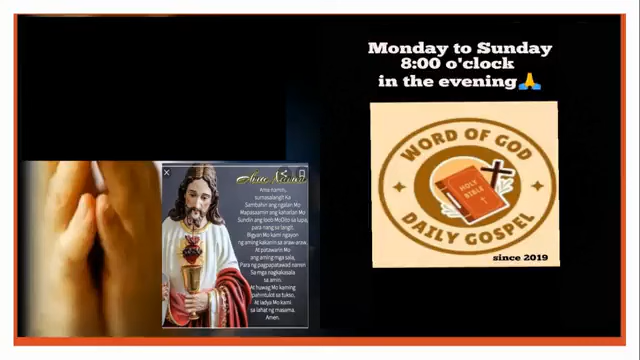 Monday to Sunday
8:00 o'clock
in the evening🙏
WORD OF GOD
HOLY
BIBLE
DAILY GOSPEL
since 2019
Ama namin,
sumasalangit Ka
Sambahin ang ngalan Mo
Mapasaamin ang kaharian Mo
Sundin ang loob Mo Dito sa lupa,
para nang sa langit.
Bigyan Mo kami ngayon
ng aming kakanin sa araw-araw,
At patawarin Mo
ang aming mga sala,
Para ng pagpapatawad namin
Sa mga nagkakasala
sa amin.
At huwag Mo kaming
pahintulot sa tukso,
At iadya Mo kami
sa lahat ng masama.
Amen.